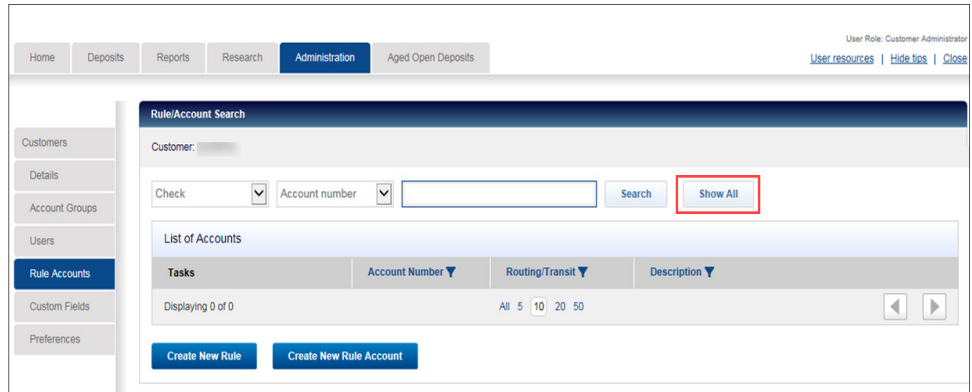 User Role: Customer Administrator
Home Deposits Reports Research Administration Aged Open Deposits
User resources | Hide tips | Close
Rule/Account Search
Customers
Customer:
Details
Check Account number Search Show All
Account Groups
Users
List of Accounts
Rule Accounts
Tasks Account Number Routing/Transit Description
Custom Fields
Displaying 0 of 0 All 5 10 20 50
Preferences
Create New Rule Create New Rule Account